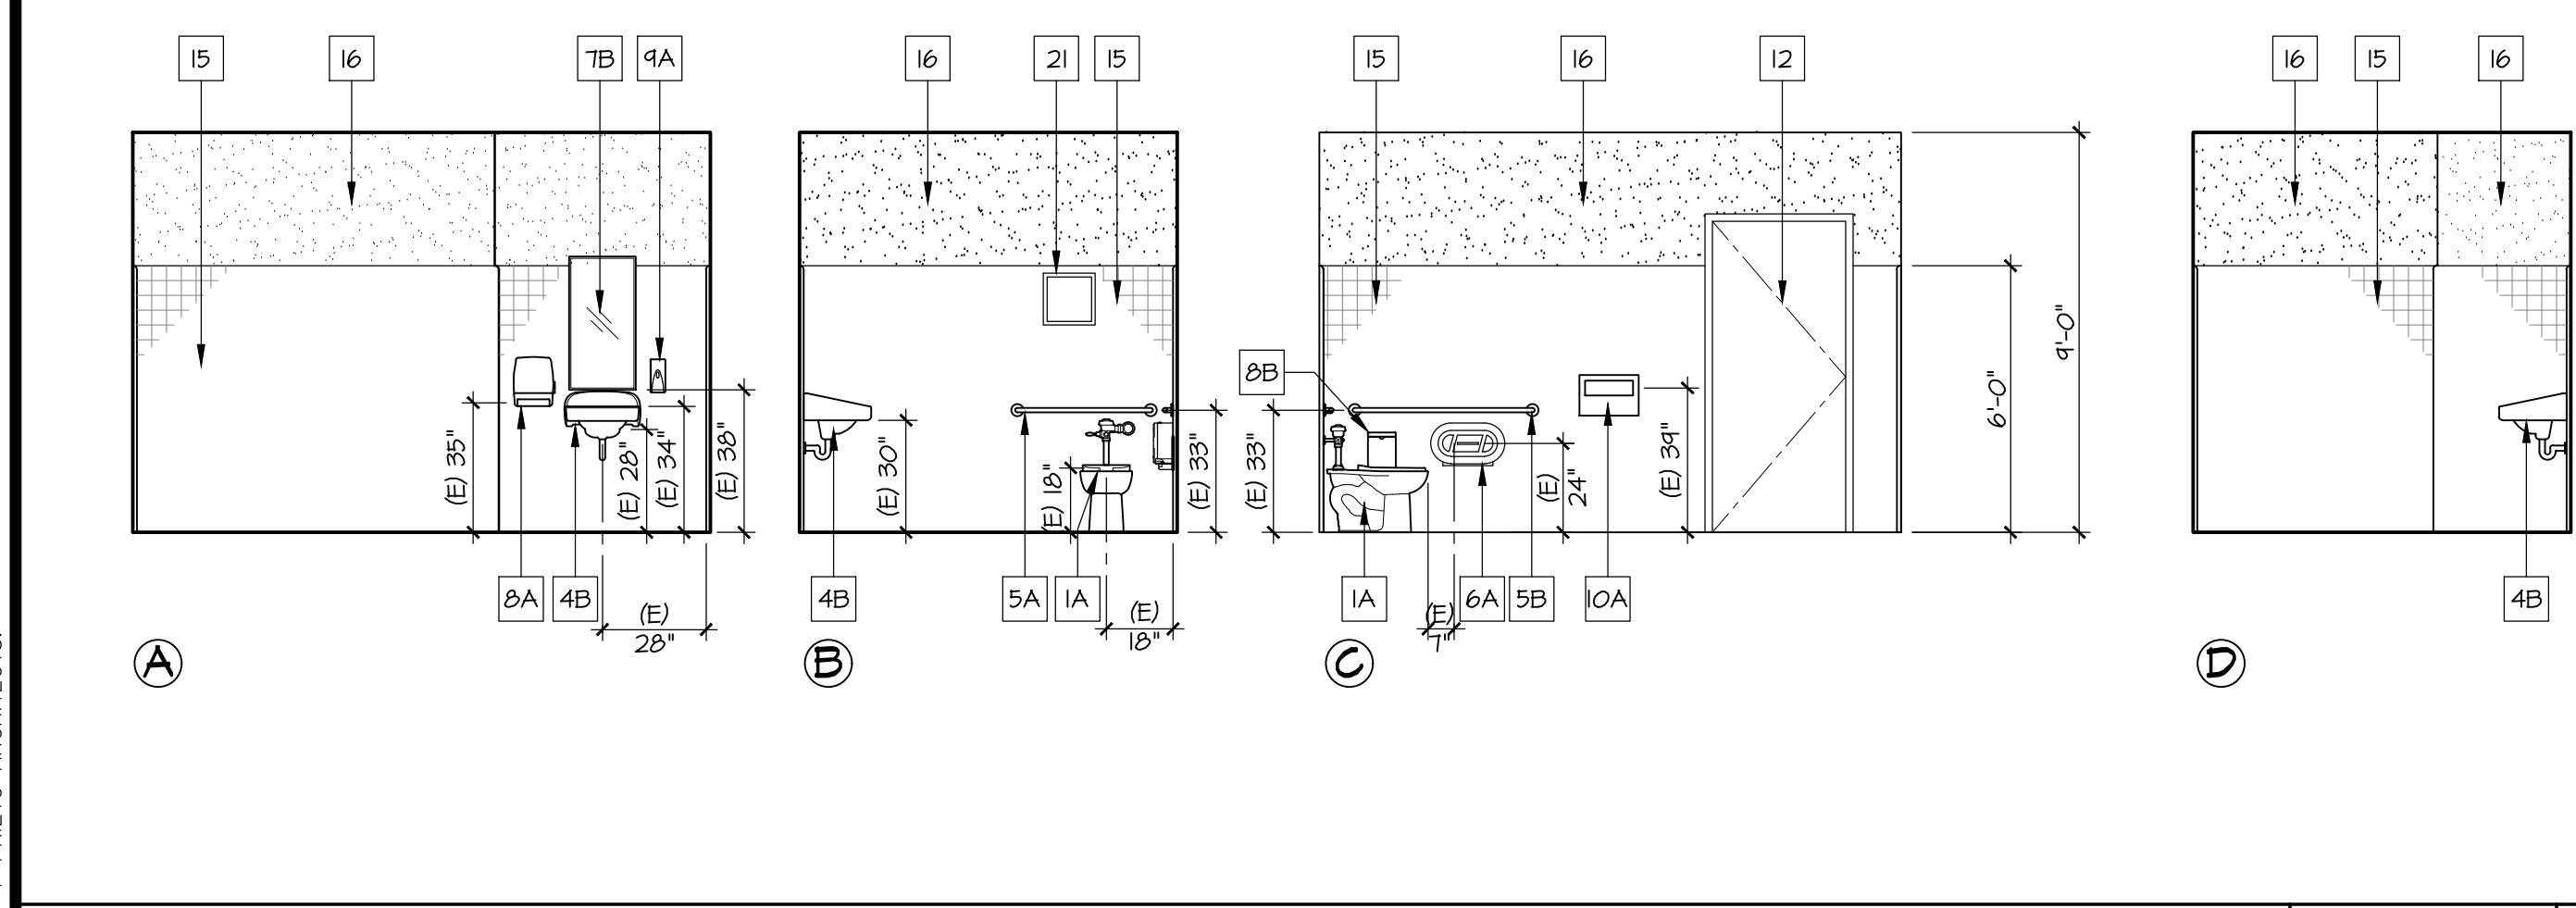 15 16 7B 9A 16 21 15 15 16 12 16 15 16
8B
(E) 35"
(E) 28"
(E) 34"
(E) 38"
(E) 30"
(E) 18"
(E) 33"
(E) 33"
(E)
24"
(E) 39"
6'-0"
9'-0"
8A 4B 4B 5A 1A 1A 6A 5B 10A 4B
(E)
28"
(E)
18"
(E)
7"
A B C D